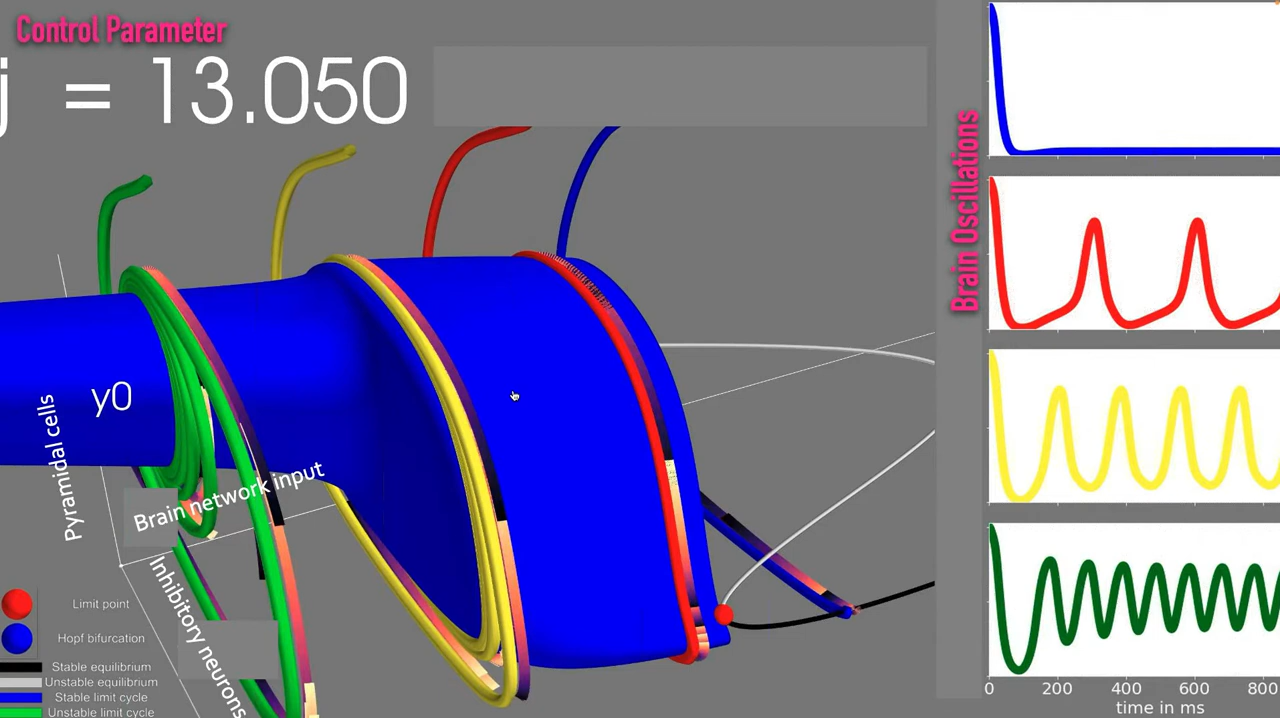 Control Parameter
j = 13.050
Brain Oscillations
y0
Pyramidal cells
Brain network input
Inhibitory neurons
Limit point
Hopf bifurcation
Stable equilibrium
Unstable equilibrium
Stable limit cycle
Unstable limit cycle
0 200 400 600 800
time in ms